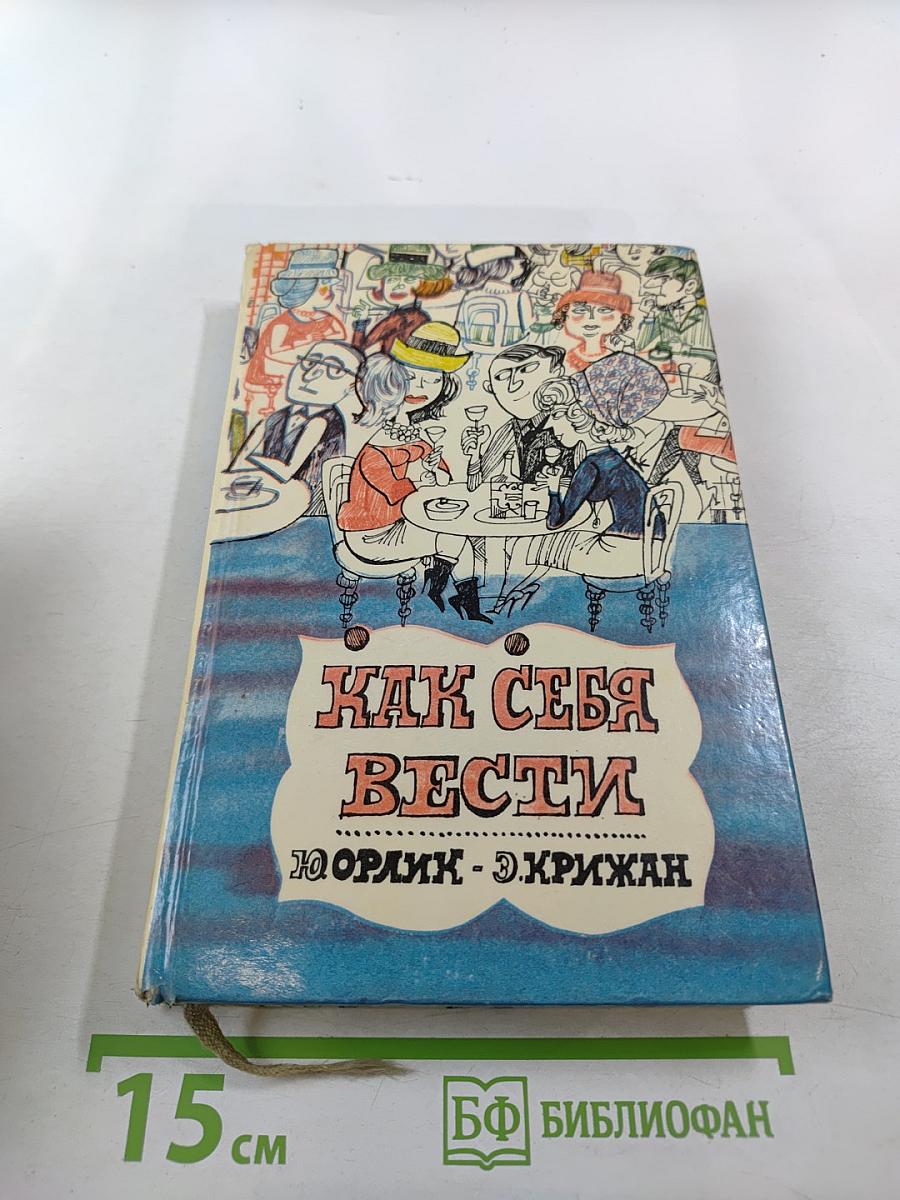 КАК СЕБЯ
ВЕСТИ
Ю.ОРЛИК - Э.КРИЖАН
15 см
БФ БИБЛИОФАН